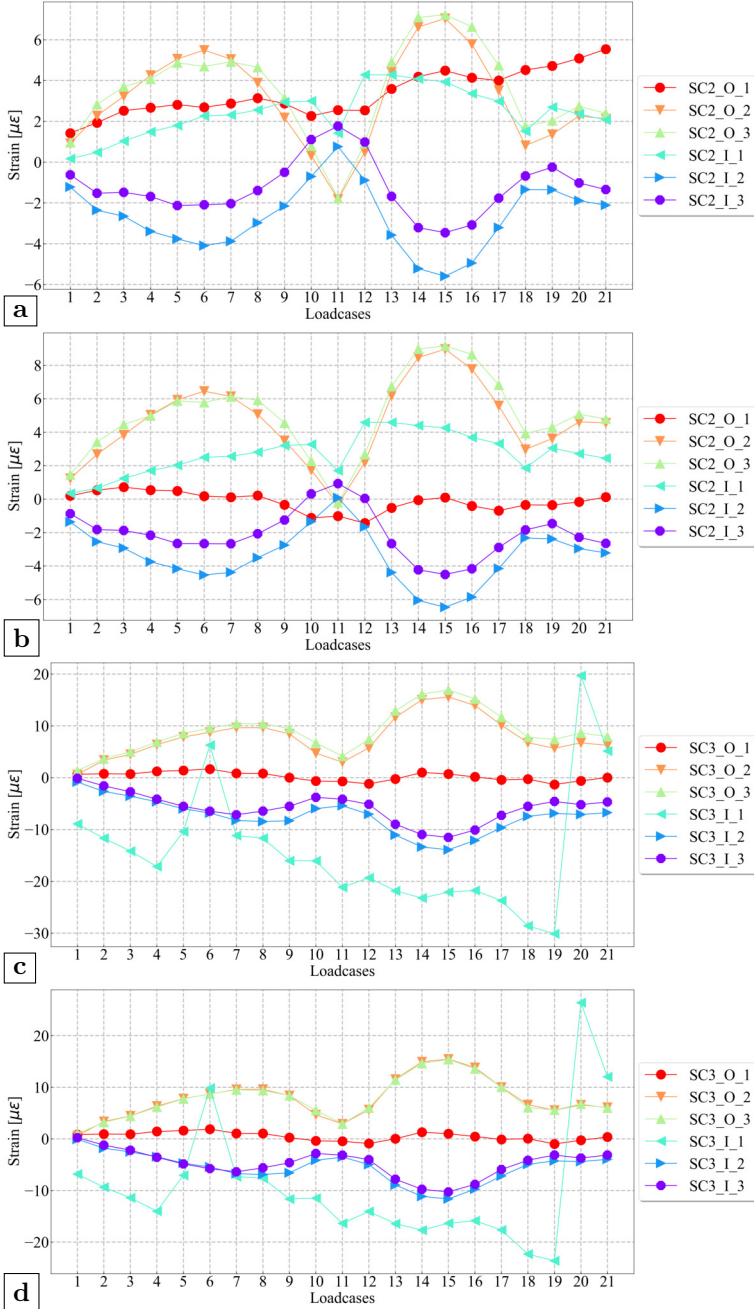 6
4
2
0
−2
−4
−6
Strain [με]
1 2 3 4 5 6 7 8 9 10 11 12 13 14 15 16 17 18 19 20 21
Loadcases
SC2_O_1
SC2_O_2
SC2_O_3
SC2_I_1
SC2_I_2
SC2_I_3
a
8
6
4
2
0
−2
−4
−6
Strain [με]
1 2 3 4 5 6 7 8 9 10 11 12 13 14 15 16 17 18 19 20 21
Loadcases
SC2_O_1
SC2_O_2
SC2_O_3
SC2_I_1
SC2_I_2
SC2_I_3
b
20
10
0
−10
−20
−30
Strain [με]
1 2 3 4 5 6 7 8 9 10 11 12 13 14 15 16 17 18 19 20 21
Loadcases
SC3_O_1
SC3_O_2
SC3_O_3
SC3_I_1
SC3_I_2
SC3_I_3
c
20
10
0
−10
−20
Strain [με]
1 2 3 4 5 6 7 8 9 10 11 12 13 14 15 16 17 18 19 20 21
Loadcases
SC3_O_1
SC3_O_2
SC3_O_3
SC3_I_1
SC3_I_2
SC3_I_3
d